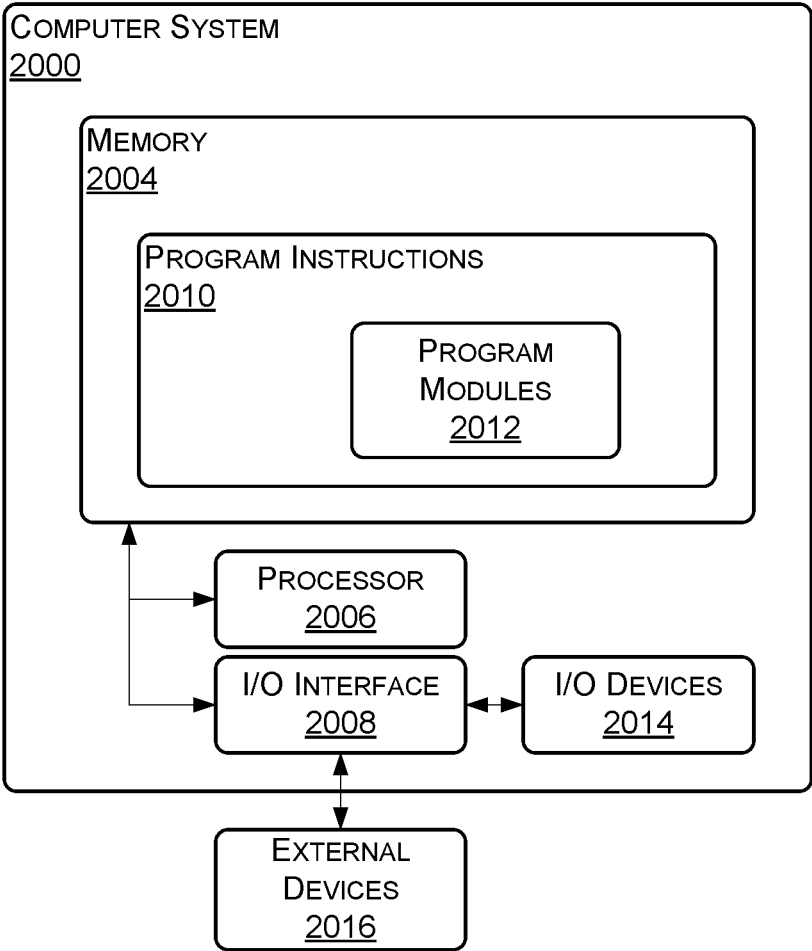 COMPUTER SYSTEM
2000
MEMORY
2004
PROGRAM INSTRUCTIONS
2010
PROGRAM
MODULES
2012
PROCESSOR
2006
I/O INTERFACE
2008
I/O DEVICES
2014
EXTERNAL
DEVICES
2016